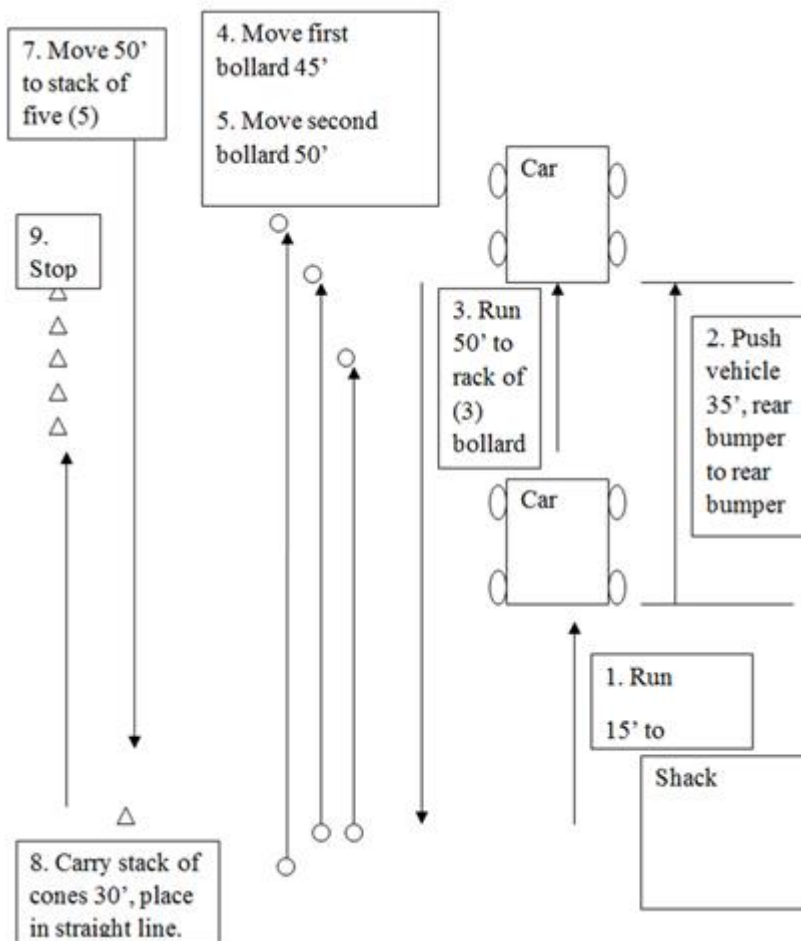 7. Move 50’
to stack of
five (5)
4. Move first
bollard 45’
5. Move second
bollard 50’
Car
9.
Stop
3. Run
50’ to
rack of
(3)
bollard
2. Push
vehicle
35’, rear
bumper
to rear
bumper
Car
1. Run
15’ to
Shack
8. Carry stack of
cones 30’, place
in straight line.